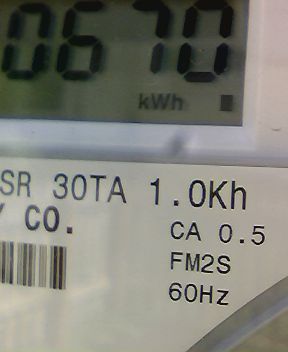 0670
kWh
SR 30TA 1.0Kh
Y CO.
CA 0.5
FM2S
60Hz